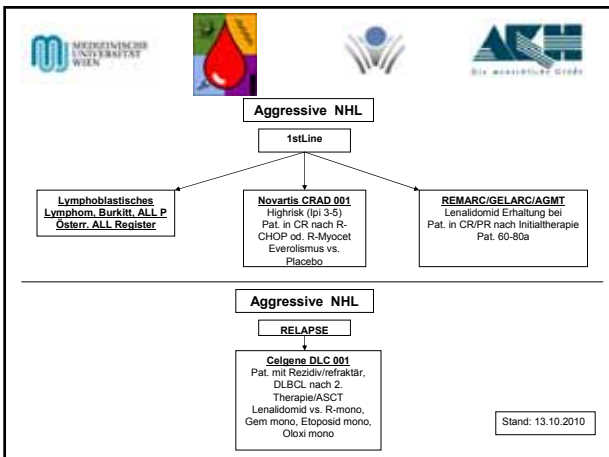 MEDIZINISCHE
UNIVERSITÄT
WIEN
AKH
Aggressive NHL
1stLine
Lymphoblastisches
Lymphom, Burkitt, ALL P
Österr. ALL Register
Novartis CRAD 001
Highrisk (Ipi 3-5)
Pat. in CR nach R-
CHOP od. R-Myocet
Everolismus vs.
Placebo
REMARC/GELARC/AGMT
Lenalidomid Erhaltung bei
Pat. in CR/PR nach Initialtherapie
Pat. 60-80a
Aggressive NHL
RELAPSE
Celgene DLC 001
Pat. mit Rezidiv/refraktär,
DLBCL nach 2.
Therapie/ASCT
Lenalidomid vs. R-mono,
Gem mono, Etoposid mono,
Oloxi mono
Stand: 13.10.2010